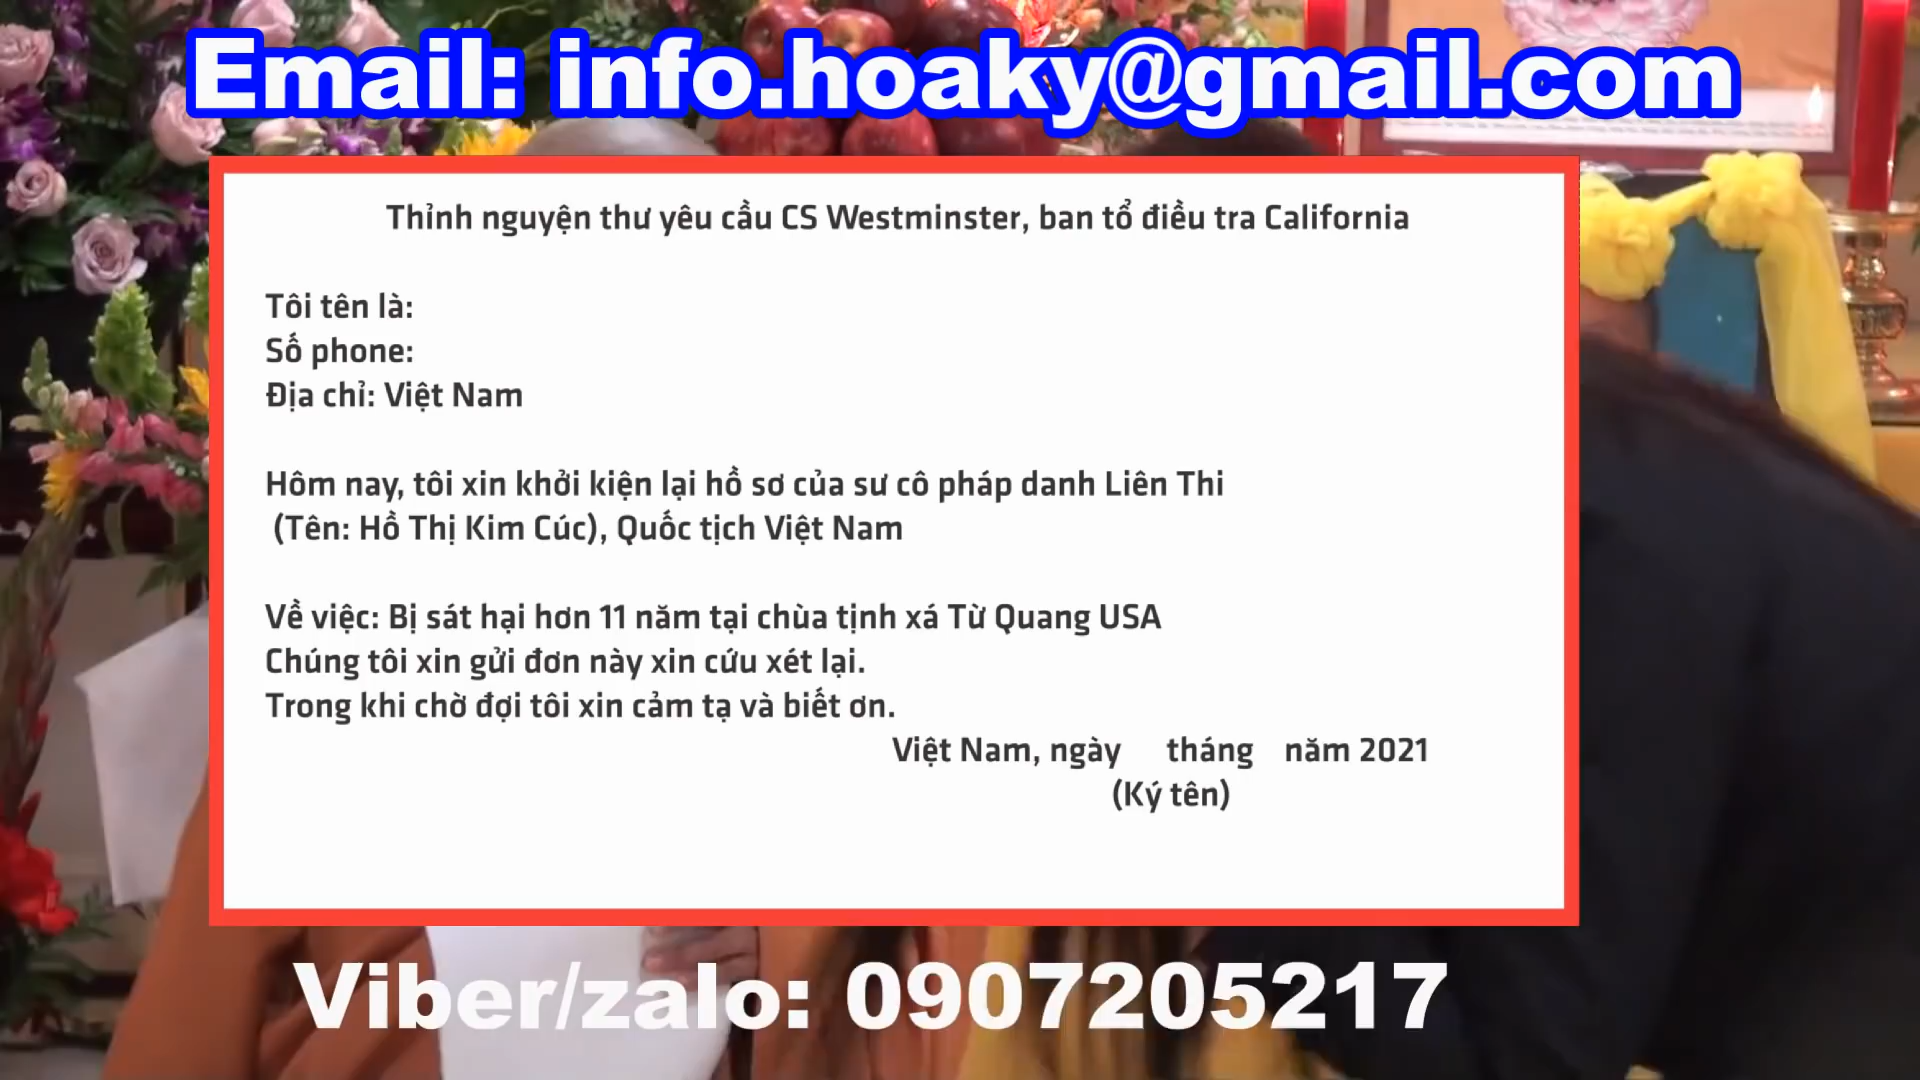 Email: info.hoaky@gmail.com
Thỉnh nguyện thư yêu cầu CS Westminster, ban tổ điều tra California
Tôi tên là:
Số phone:
Địa chỉ: Việt Nam
Hôm nay, tôi xin khởi kiện lại hồ sơ của sư cô pháp danh Liên Thi
(Tên: Hồ Thị Kim Cúc), Quốc tịch Việt Nam
Về việc: Bị sát hại hơn 11 năm tại chùa tịnh xá Từ Quang USA
Chúng tôi xin gửi đơn này xin cứu xét lại.
Trong khi chờ đợi tôi xin cảm tạ và biết ơn.
Việt Nam, ngày tháng năm 2021
(Ký tên)
Viber/zalo: 0907205217